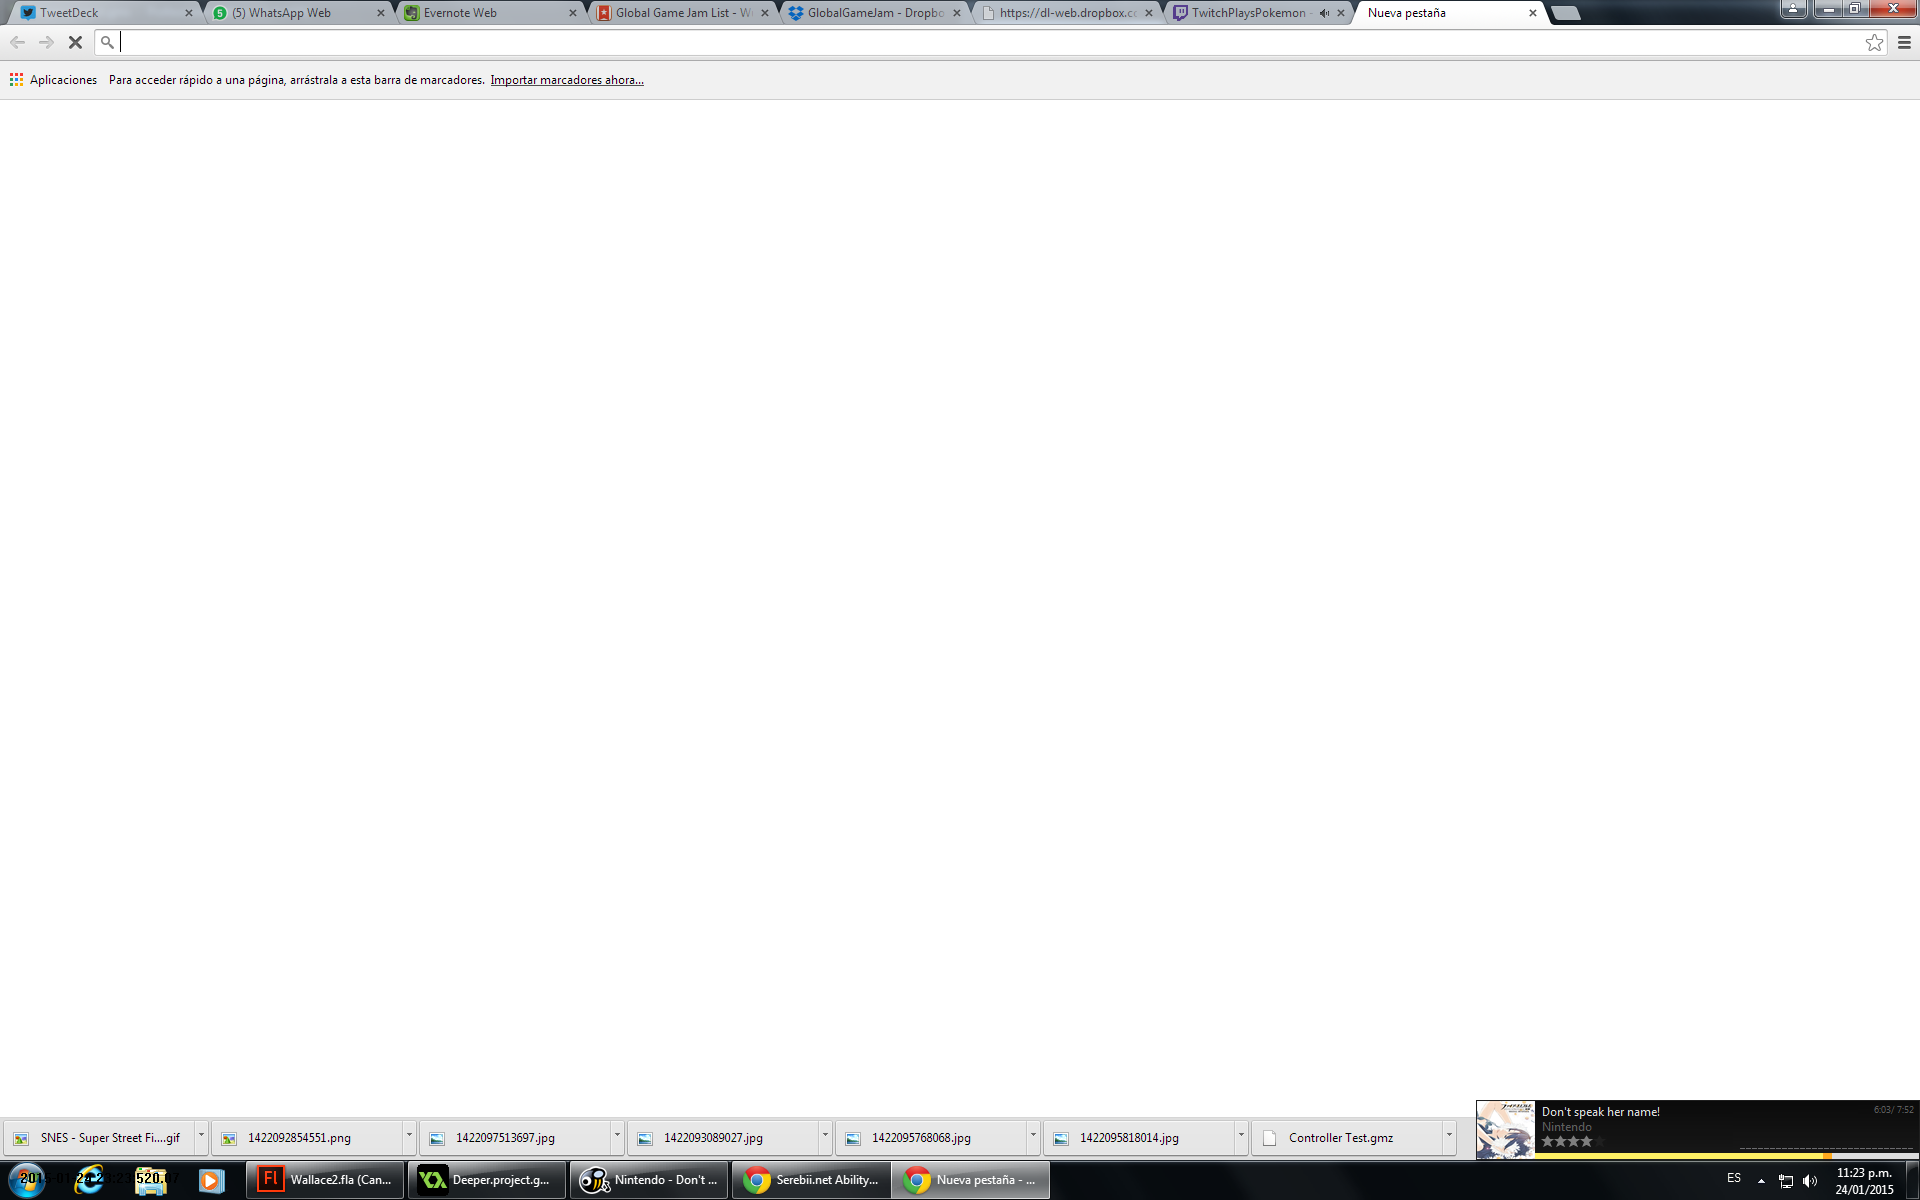 TweetDeck
(5) WhatsApp Web
Evernote Web
Global Game Jam List - W
GlobalGameJam - Dropbo
https://dl-web.dropbox.c
TwitchPlaysPokemon -
Nueva pestaña
Aplicaciones Para acceder rápido a una página, arrástrala a esta barra de marcadores. Importar marcadores ahora...
Don't speak her name! 6:03/ 7:52
Nintendo
SNES - Super Street Fi....gif
1422092854551.png
1422097513697.jpg
1422093089027.jpg
1422095768068.jpg
1422095818014.jpg
Controller Test.gmz
Fl Wallace2.fla (Can...
Deeper.project.g...
Nintendo - Don't ...
Serebii.net Ability...
Nueva pestaña - ...
ES
11:23 p.m.
24/01/2015